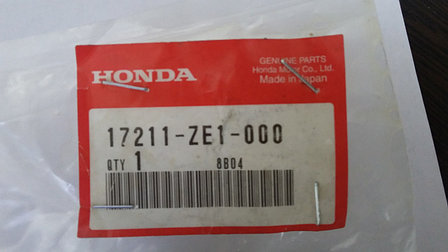 HONDA
GENUINE PARTS
Honda Motor Co., Ltd.
Made in Japan
17211-ZE1-000
QTY 1 8B04